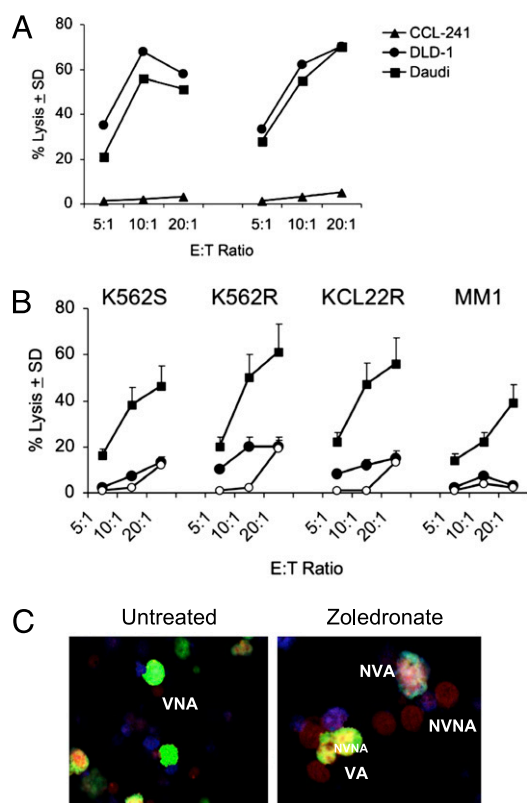 A
CCL-241
DLD-1
Daudi
% Lysis ± SD
80
60
40
20
0
5:1 10:1 20:1 5:1 10:1 20:1
E:T Ratio
B
K562S K562R KCL22R MM1
% Lysis ± SD
80
60
40
20
0
5:1 10:1 20:1 5:1 10:1 20:1 5:1 10:1 20:1 5:1 10:1 20:1
E:T Ratio
C
Untreated Zoledronate
VNA
NVA
NVNA
NVNA
VA